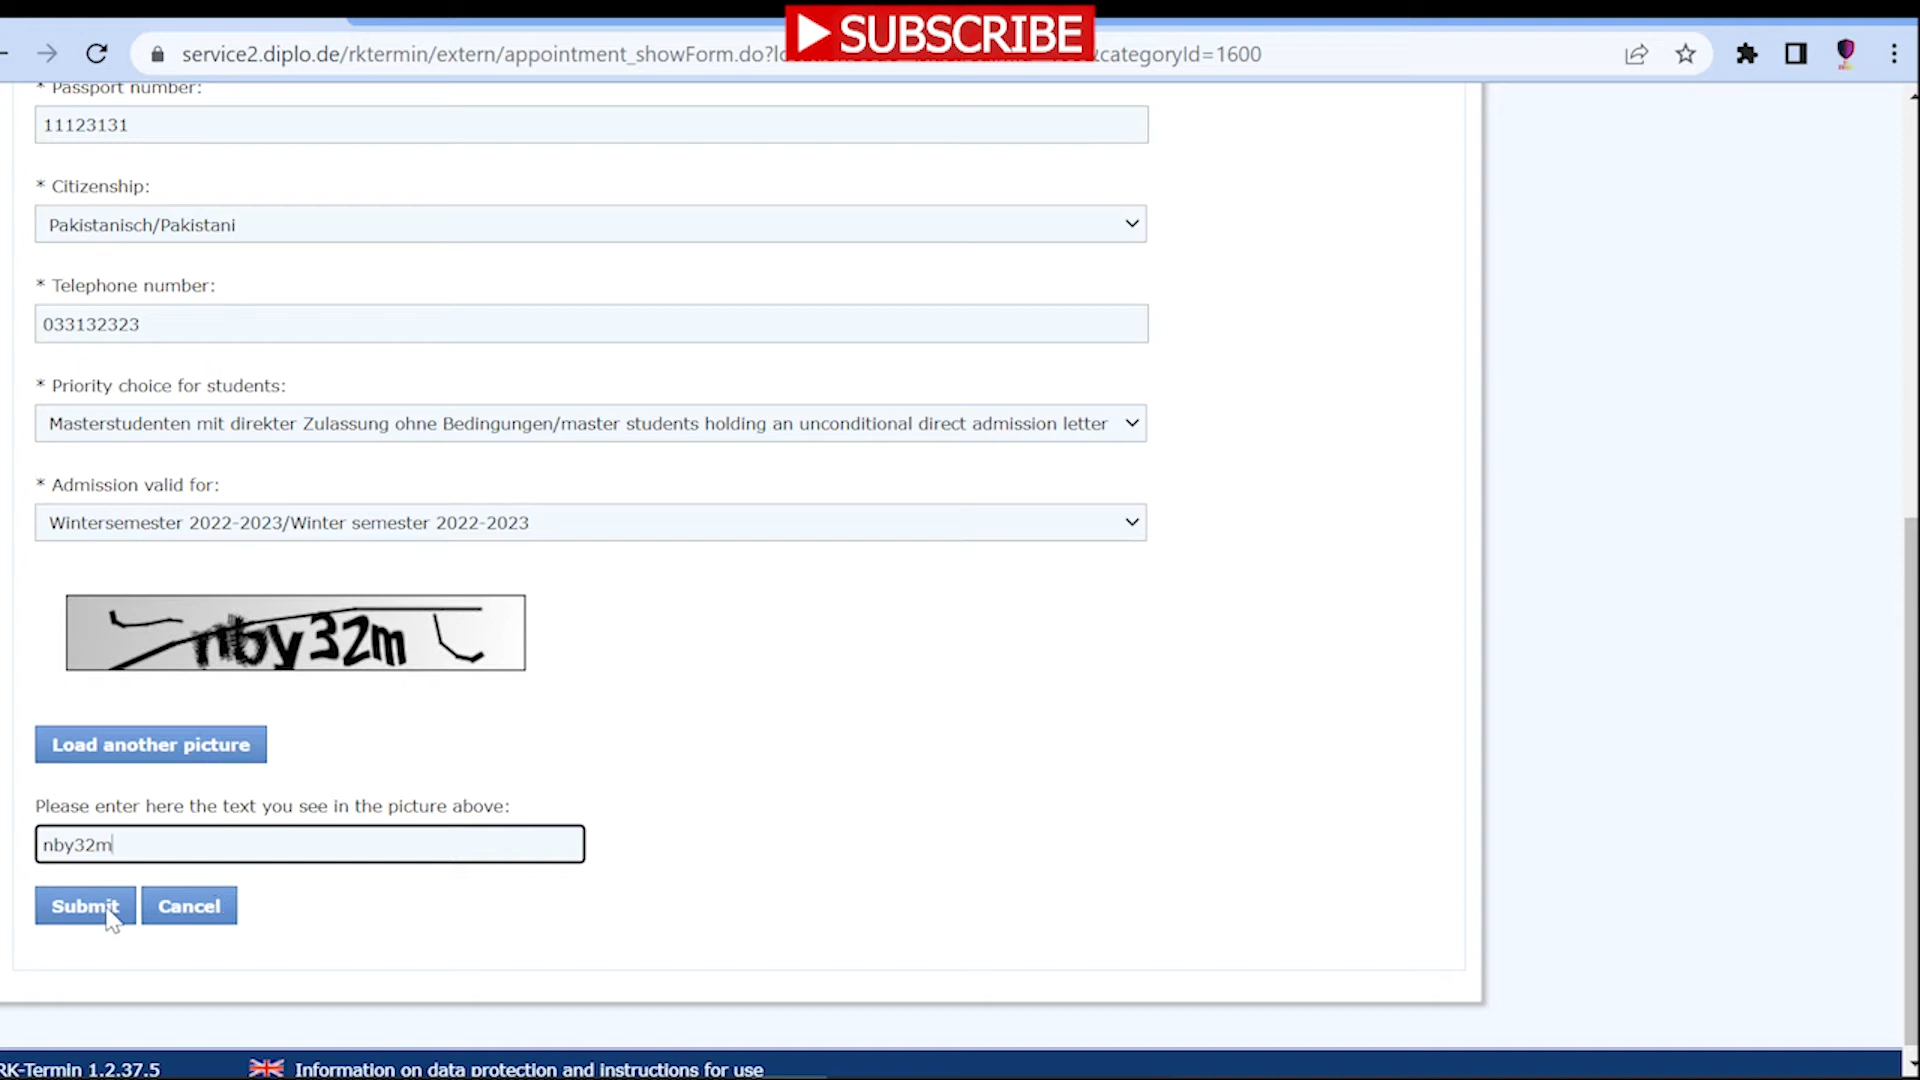 SUBSCRIBE
service2.diplo.de/rktermin/extern/appointment_showForm.do?l &categoryId=1600
* Passport number:
11123131
* Citizenship:
Pakistanisch/Pakistani
* Telephone number:
033132323
* Priority choice for students:
Masterstudenten mit direkter Zulassung ohne Bedingungen/master students holding an unconditional direct admission letter
* Admission valid for:
Wintersemester 2022-2023/Winter semester 2022-2023
nby32m
Load another picture
Please enter here the text you see in the picture above:
nby32m
Submit Cancel
RK-Termin 1.2.37.5 Information on data protection and instructions for use